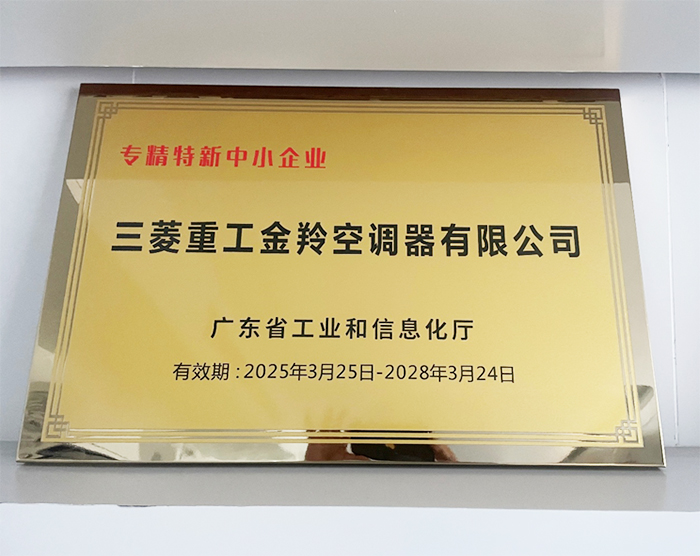 专精特新中小企业
三菱重工金羚空调器有限公司
广东省工业和信息化厅
有效期：2025年3月25日-2028年3月24日